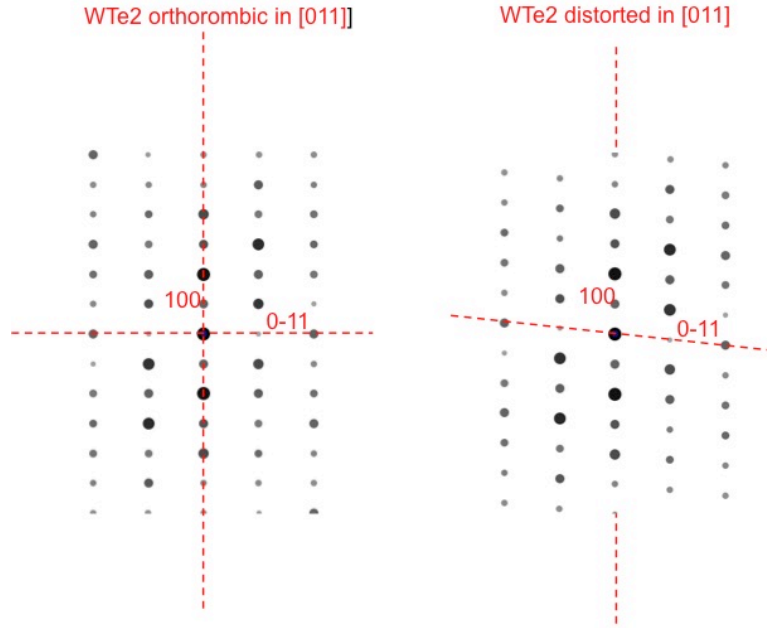 WTe2 orthorombic in [011]]
WTe2 distorted in [011]
100
0-11
100
0-11